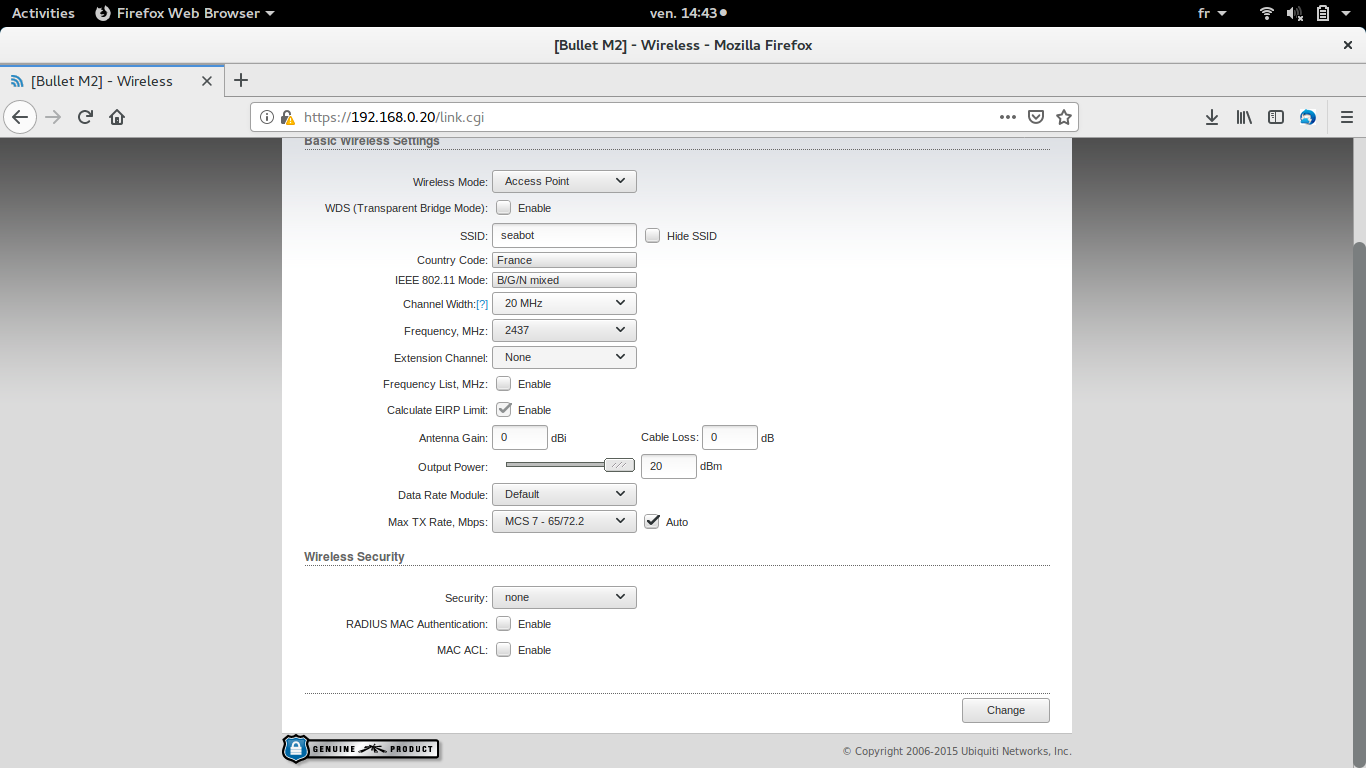 Activities Firefox Web Browser ven. 14:43 fr
[Bullet M2] - Wireless - Mozilla Firefox
[Bullet M2] - Wireless
https://192.168.0.20/link.cgi
Basic Wireless Settings
Wireless Mode: Access Point
WDS (Transparent Bridge Mode): Enable
SSID: seabot Hide SSID
Country Code: France
IEEE 802.11 Mode: B/G/N mixed
Channel Width:[?] 20 MHz
Frequency, MHz: 2437
Extension Channel: None
Frequency List, MHz: Enable
Calculate EIRP Limit: Enable
Antenna Gain: 0 dBi Cable Loss: 0 dB
Output Power: 20 dBm
Data Rate Module: Default
Max TX Rate, Mbps: MCS 7 - 65/72.2 Auto
Wireless Security
Security: none
RADIUS MAC Authentication: Enable
MAC ACL: Enable
Change
GENUINE PRODUCT © Copyright 2006-2015 Ubiquiti Networks, Inc.